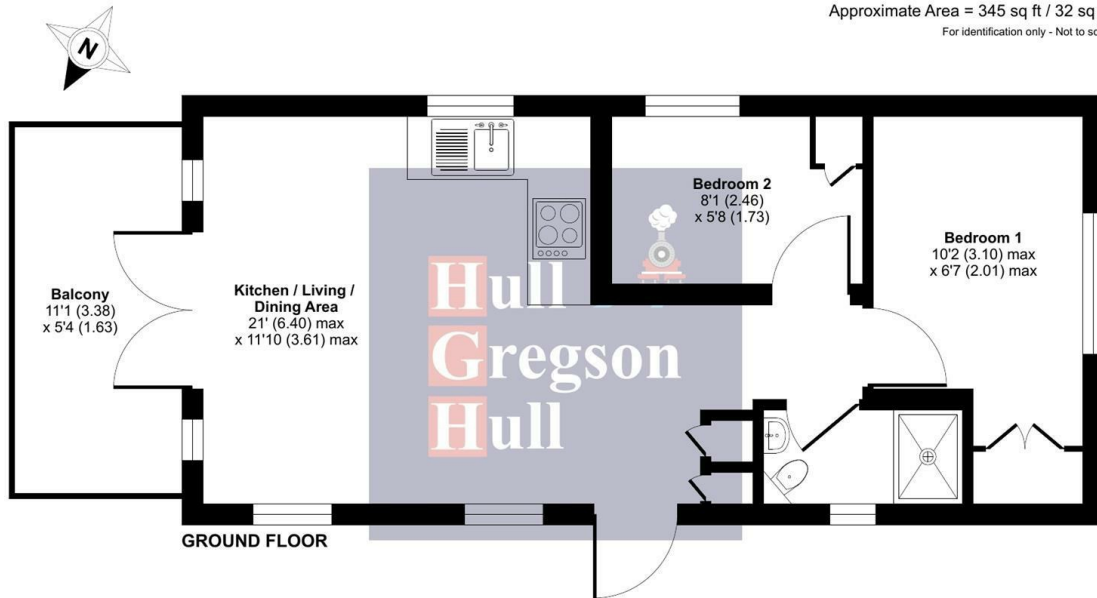 Approximate Area = 345 sq ft / 32 sq
For identification only - Not to
N
Bedroom 2
8'1 (2.46)
x 5'8 (1.73)
Bedroom 1
10'2 (3.10) max
x 6'7 (2.01) max
Balcony
11'1 (3.38)
x 5'4 (1.63)
Kitchen / Living /
Dining Area
21' (6.40) max
x 11'10 (3.61) max
Hull
Gregson
Hull
GROUND FLOOR